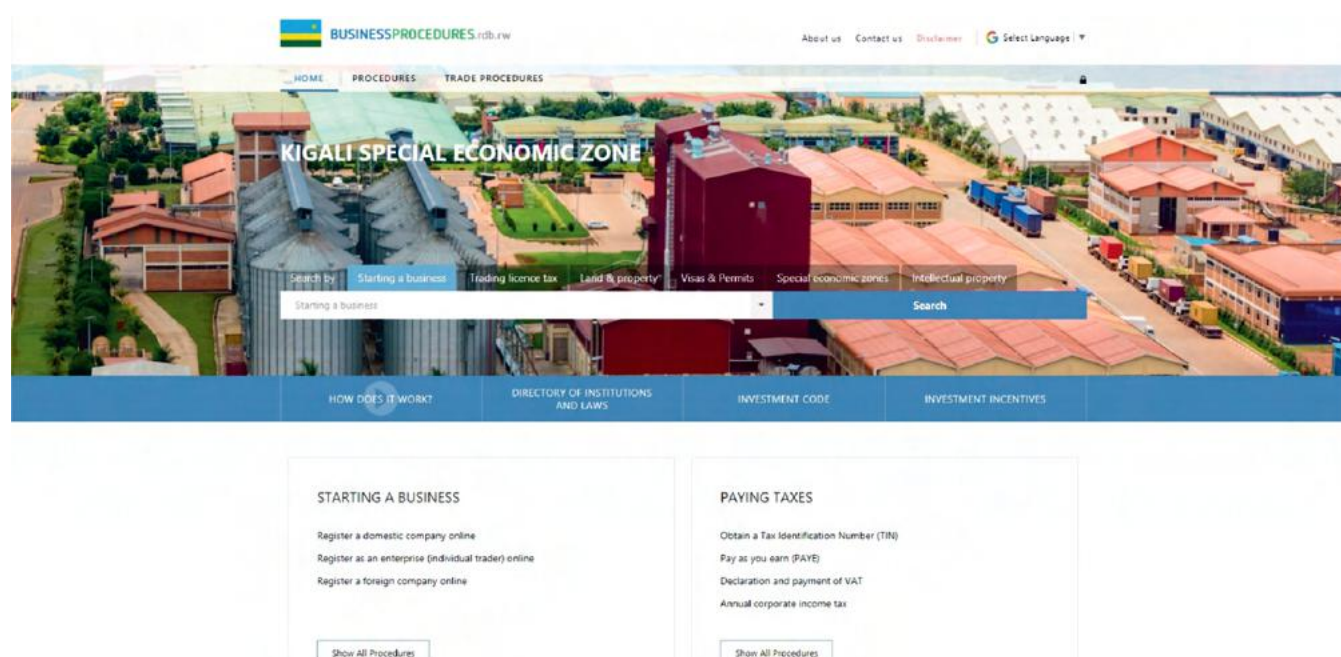 BUSINESSPROCEDURES.rdb.rw
About us Contact us Disclaimer Select Language
HOME PROCEDURES TRADE PROCEDURES
KIGALI SPECIAL ECONOMIC ZONE
Search by Starting a business Trading licence tax Land & property Visas & Permits Special economic zones Intellectual property
Starting a business Search
HOW DOES IT WORK?
DIRECTORY OF INSTITUTIONS
AND LAWS
INVESTMENT CODE
INVESTMENT INCENTIVES
STARTING A BUSINESS
Register a domestic company online
Register as an enterprise (individual trader) online
Register a foreign company online
Show All Procedures
PAYING TAXES
Obtain a Tax Identification Number (TIN)
Pay as you earn (PAYE)
Declaration and payment of VAT
Annual corporate income tax
Show All Procedures